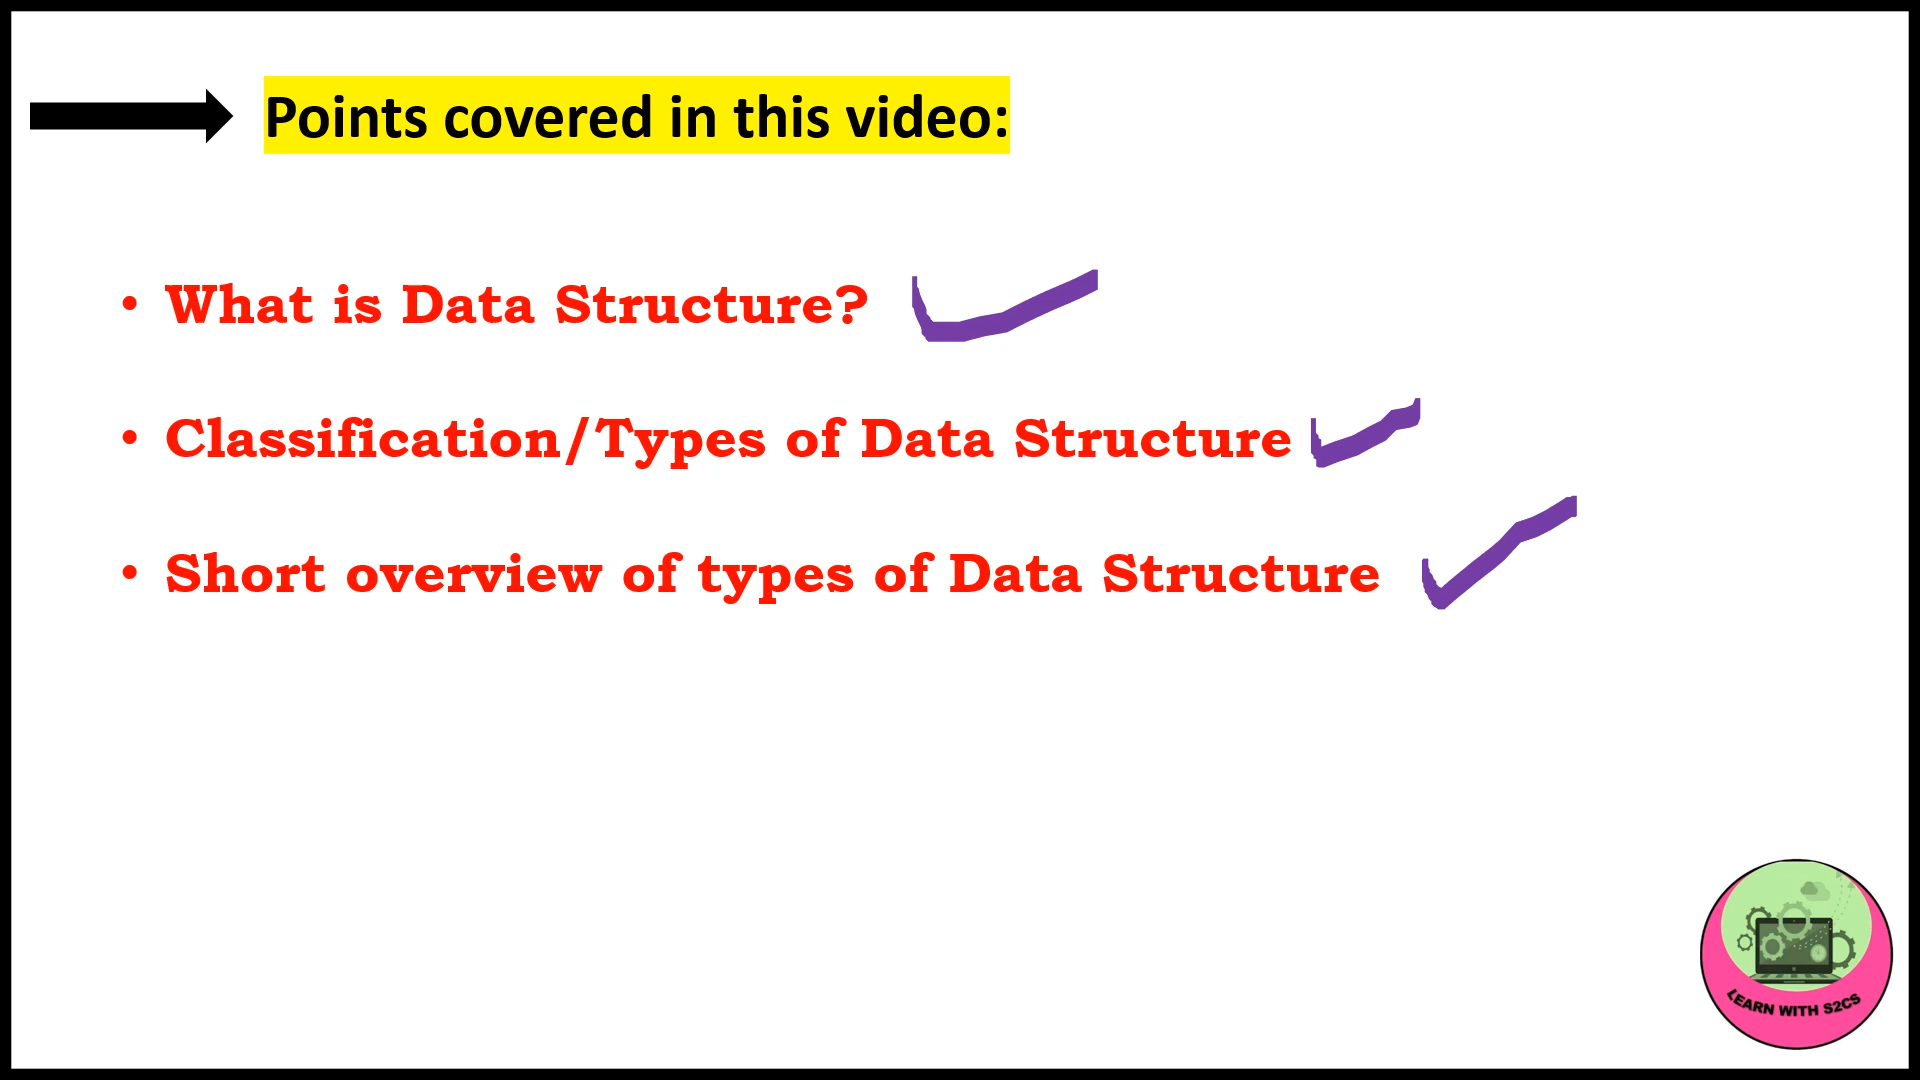 Points covered in this video:
• What is Data Structure?
• Classification/Types of Data Structure
• Short overview of types of Data Structure
LEARN WITH S2CS